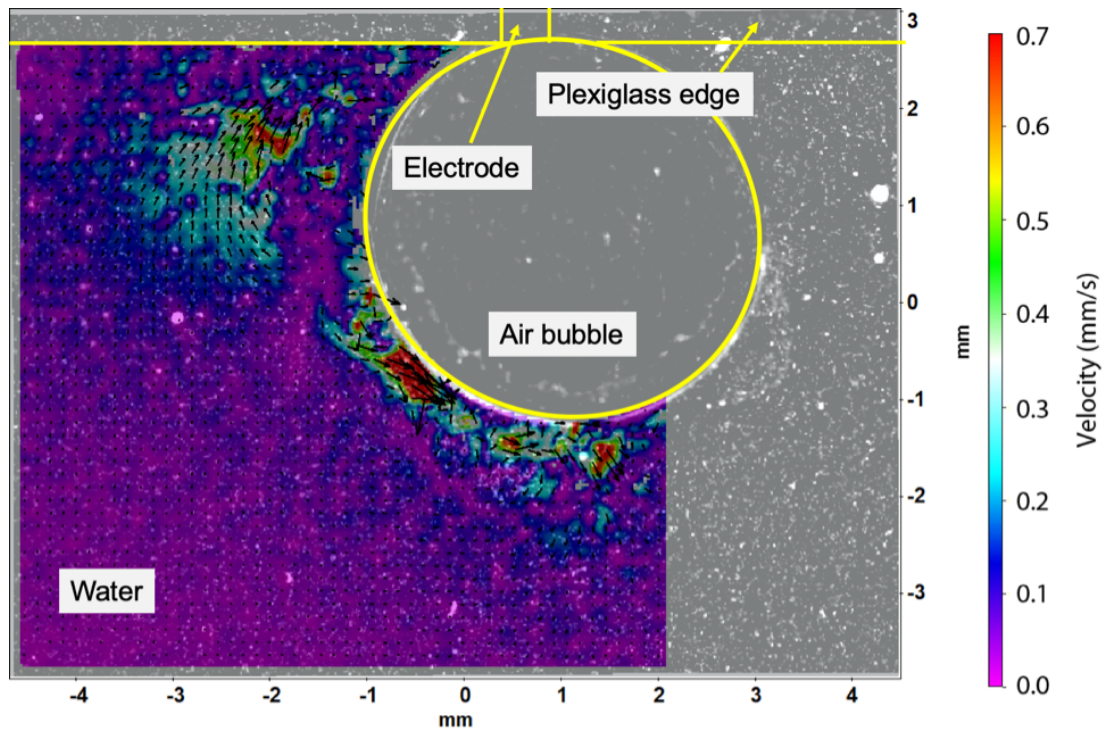 Plexiglass edge
Electrode
Air bubble
Water
3
2
1
0
-1
-2
-3
mm
-4 -3 -2 -1 0 1 2 3 4
mm
0.7
0.6
0.5
0.4
0.3
0.2
0.1
0.0
Velocity (mm/s)